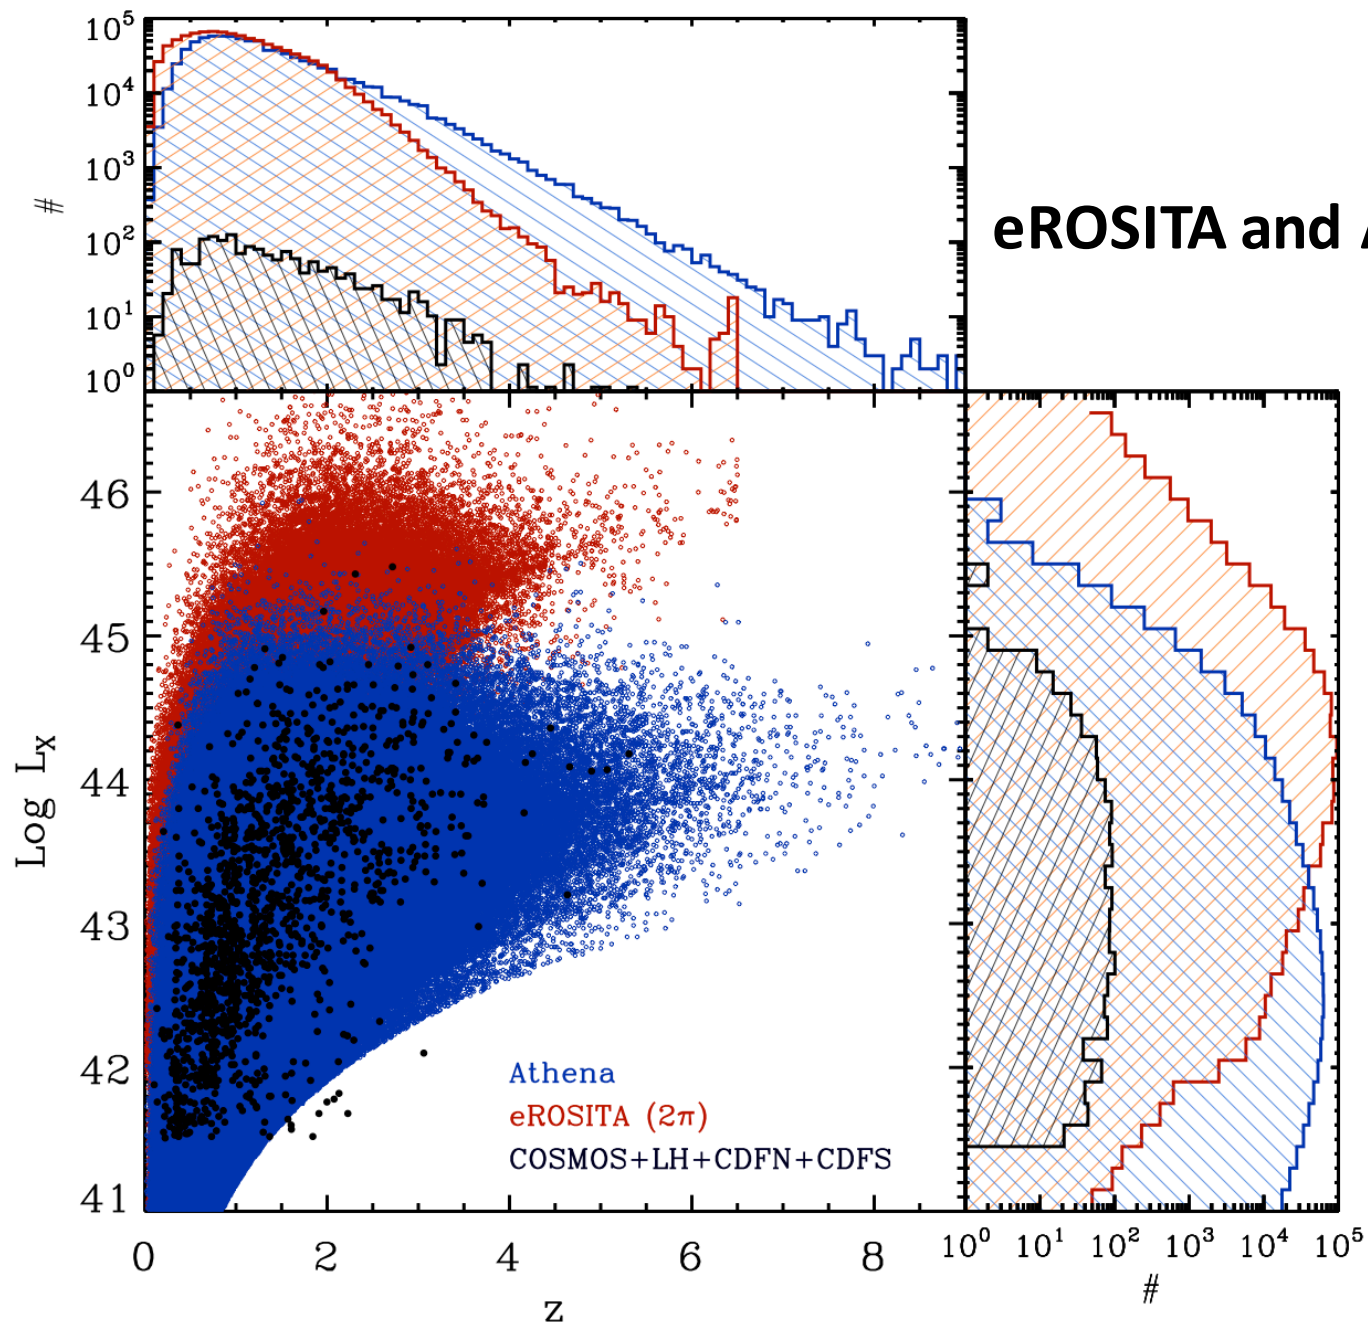 10⁵
10⁴
10³
10²
10¹
10⁰
#
eROSITA and
46
45
44
43
42
41
Log Lx
Athena
eROSITA (2π)
COSMOS+LH+CDFN+CDFS
0 2 4 6 8
z
10⁰ 10¹ 10² 10³ 10⁴ 10⁵
#